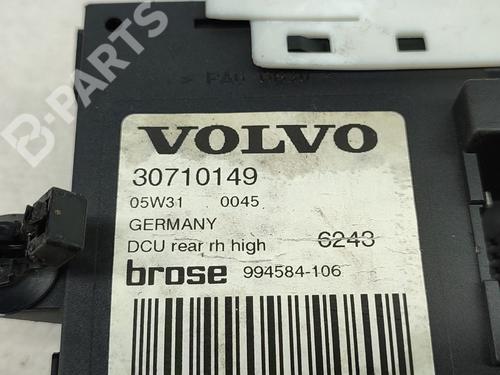 B-PARTS
VOLVO
30710149
05W31 0045
GERMANY
DCU rear rh high 6243
brose 994584-106